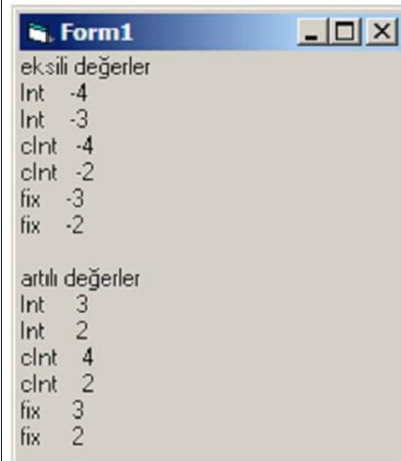 Form1
eksili değerler
Int -4
Int -3
cInt -4
cInt -2
fix -3
fix -2
artılı değerler
Int 3
Int 2
cInt 4
cInt 2
fix 3
fix 2